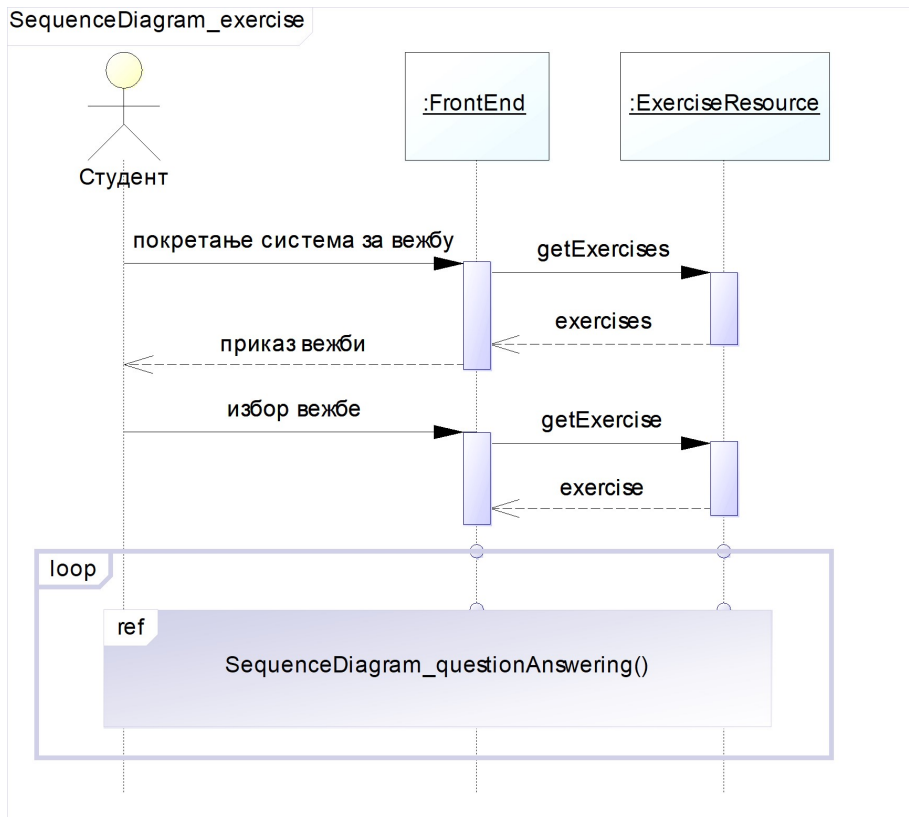 SequenceDiagram_exercise
:FrontEnd
:ExerciseResource
Студент
покретање система за вежбу
getExercises
exercises
приказ вежби
избор вежбе
getExercise
exercise
loop
ref
SequenceDiagram_questionAnswering()